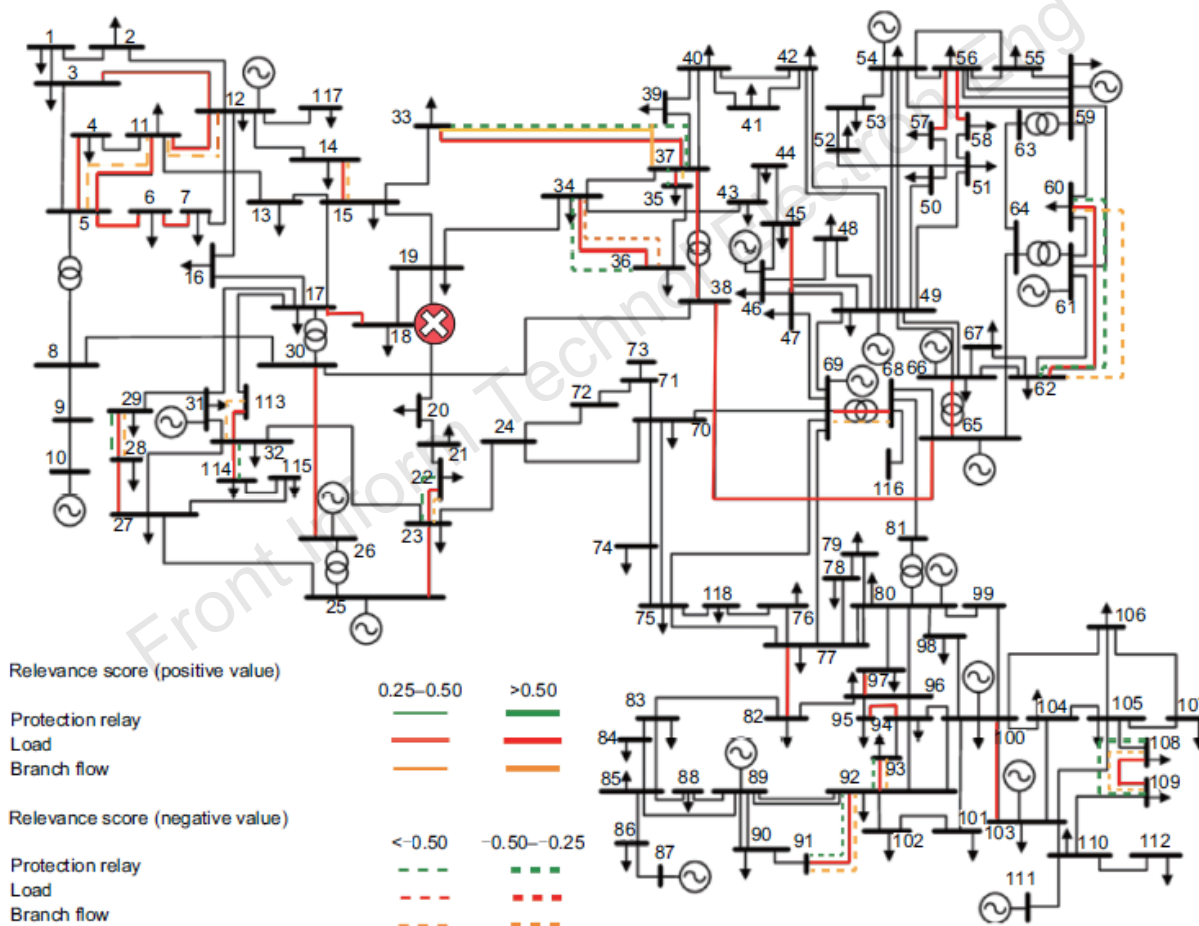 1 2 3 4 11 12 117
5 6 7 13 14 15 16
8 9 10 17 18 19
30 29 31 113 28 32
114 115 27 26 25
20 21 22 23 24
33 34 35 36 37 38
39 40 41 42 43 44
45 46 47 48 49
54 56 55 59 53 52
57 58 63 51 50 60
64 61 62 67 66 65
69 68 116 70 71 72 73
74 75 118 76 77
81 79 78 80 99 98
106 97 96 95 94 93
83 82 84 85 86 87
88 89 90 91 92
100 101 102 103 104 105 107
108 109 110 111 112
Front Inform Technol Electron Eng
Relevance score (positive value)
0.25–0.50 >0.50
Protection relay
Load
Branch flow
Relevance score (negative value)
<−0.50 −0.50–−0.25
Protection relay
Load
Branch flow